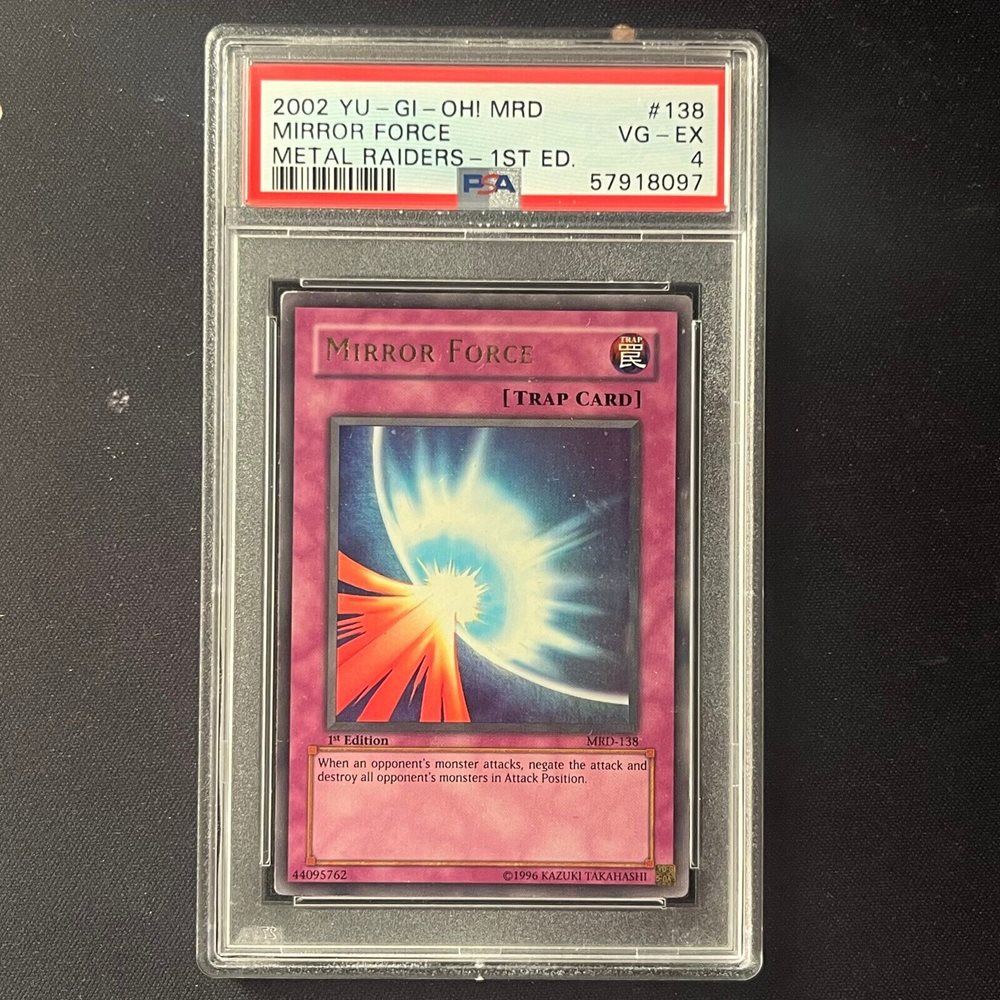 2002 YU-GI-OH! MRD #138
MIRROR FORCE VG-EX
METAL RAIDERS-1ST ED. 4
PSA 57918097
MIRROR FORCE
TRAP
罠
[TRAP CARD]
1st Edition MRD-138
When an opponent's monster attacks, negate the attack and
destroy all opponent's monsters in Attack Position.
44095762 ©1996 KAZUKI TAKAHASHI